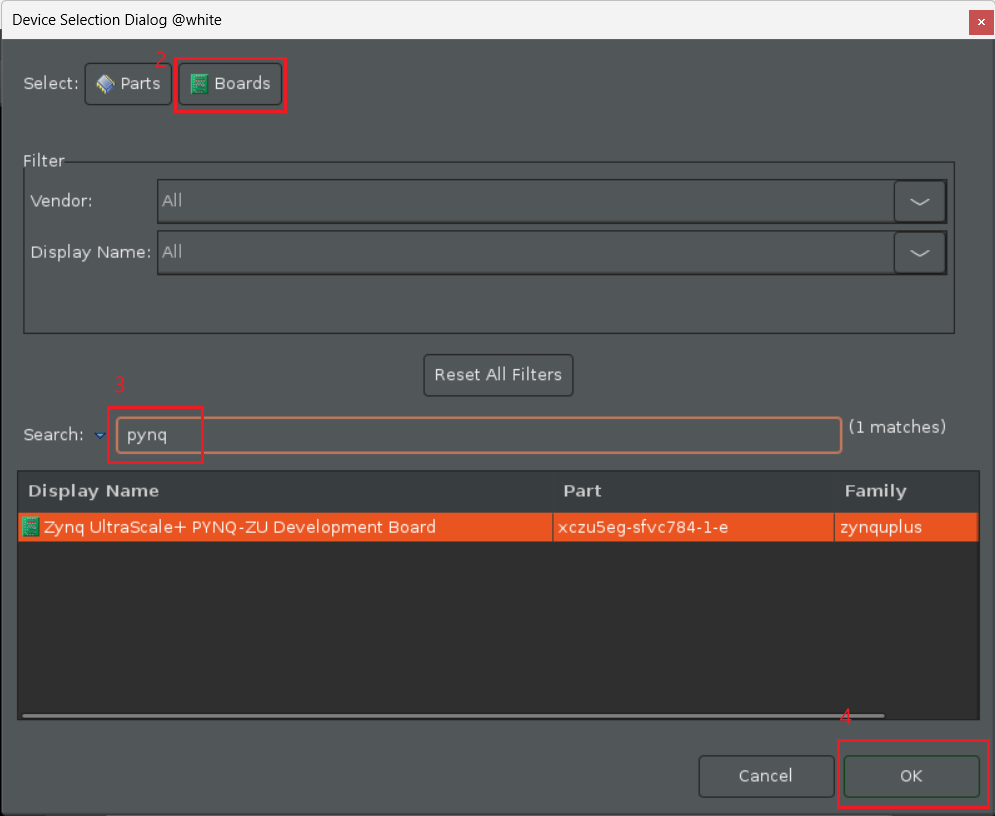 Device Selection Dialog @white
×
2
Select: Parts Boards
Filter
Vendor: All
Display Name: All
Reset All Filters
3
Search: pynq (1 matches)
Display Name Part Family
Zynq UltraScale+ PYNQ-ZU Development Board xczu5eg-sfvc784-1-e zynquplus
4
Cancel OK